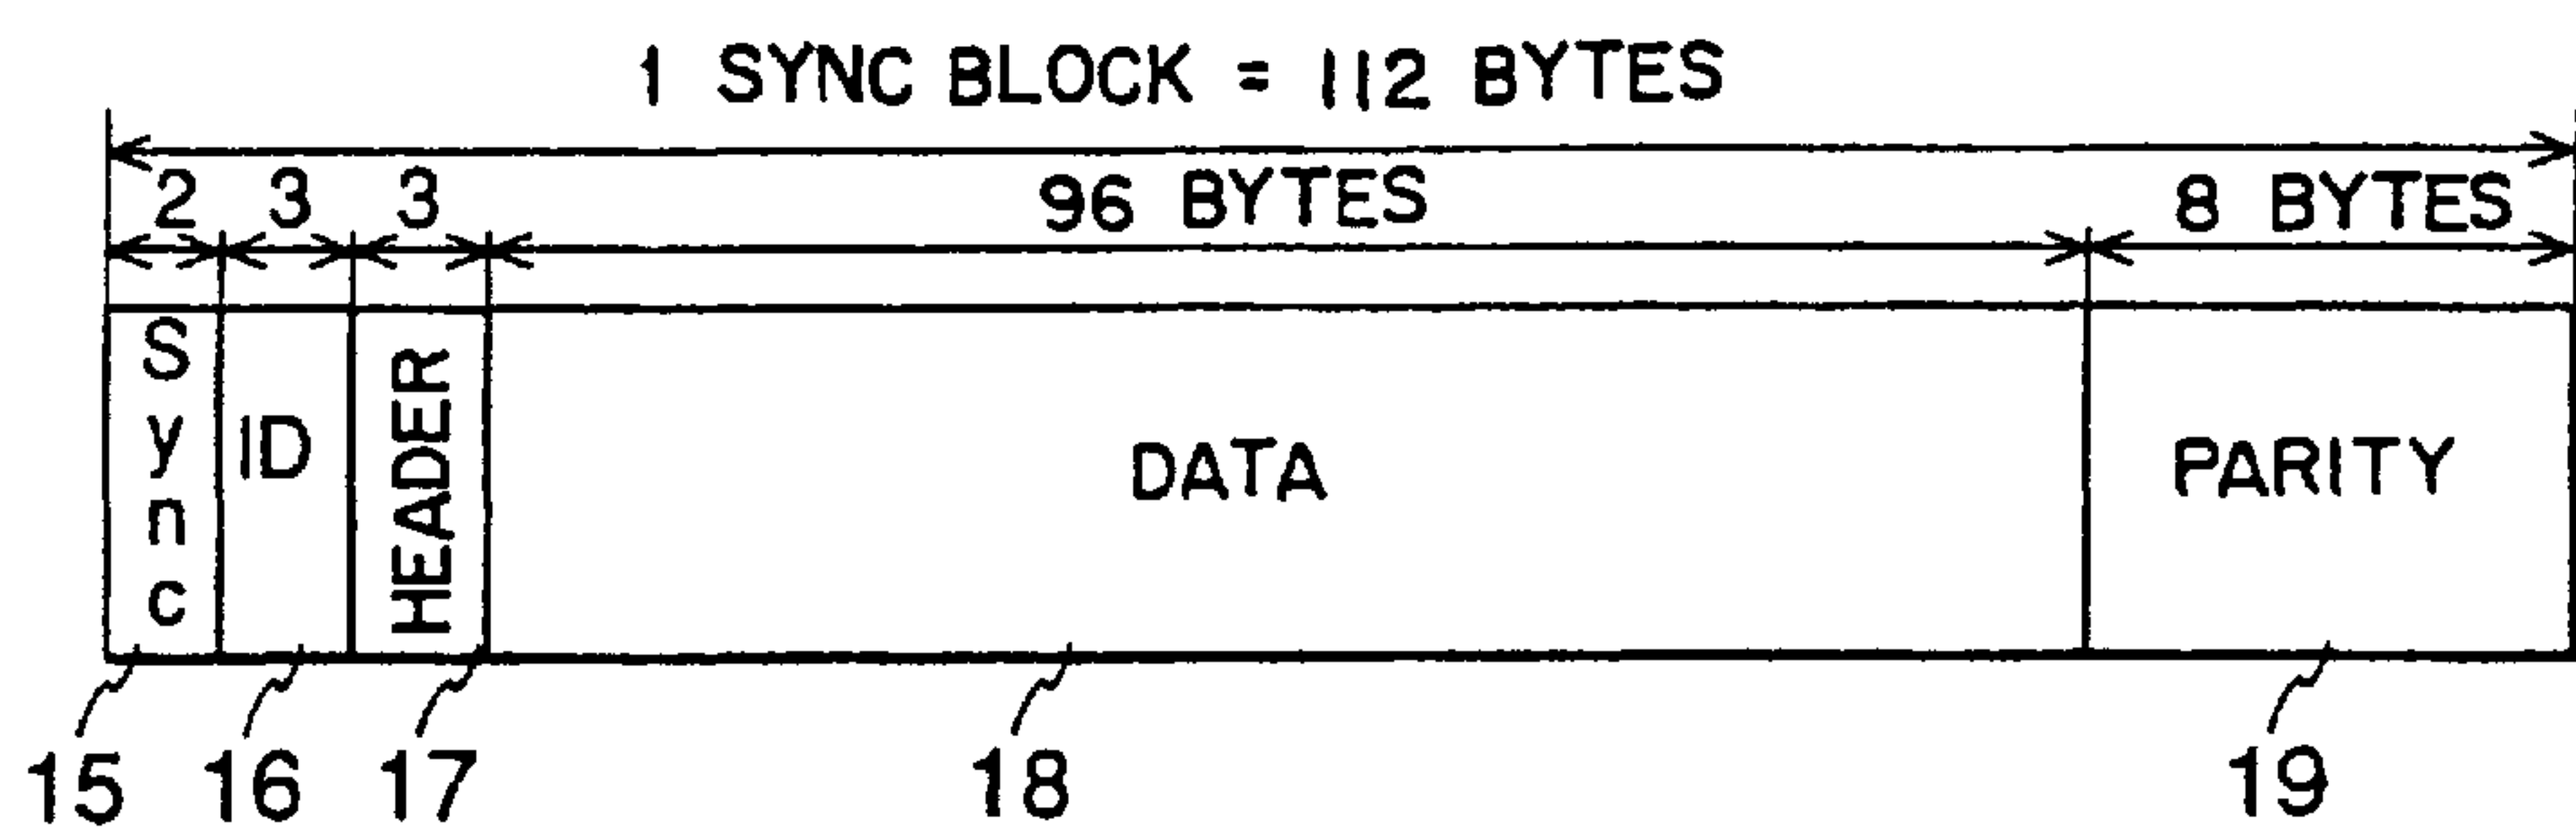 1 SYNC BLOCK = 112 BYTES
2 3 3 96 BYTES 8 BYTES
Sync ID HEADER DATA PARITY
15 16 17 18 19